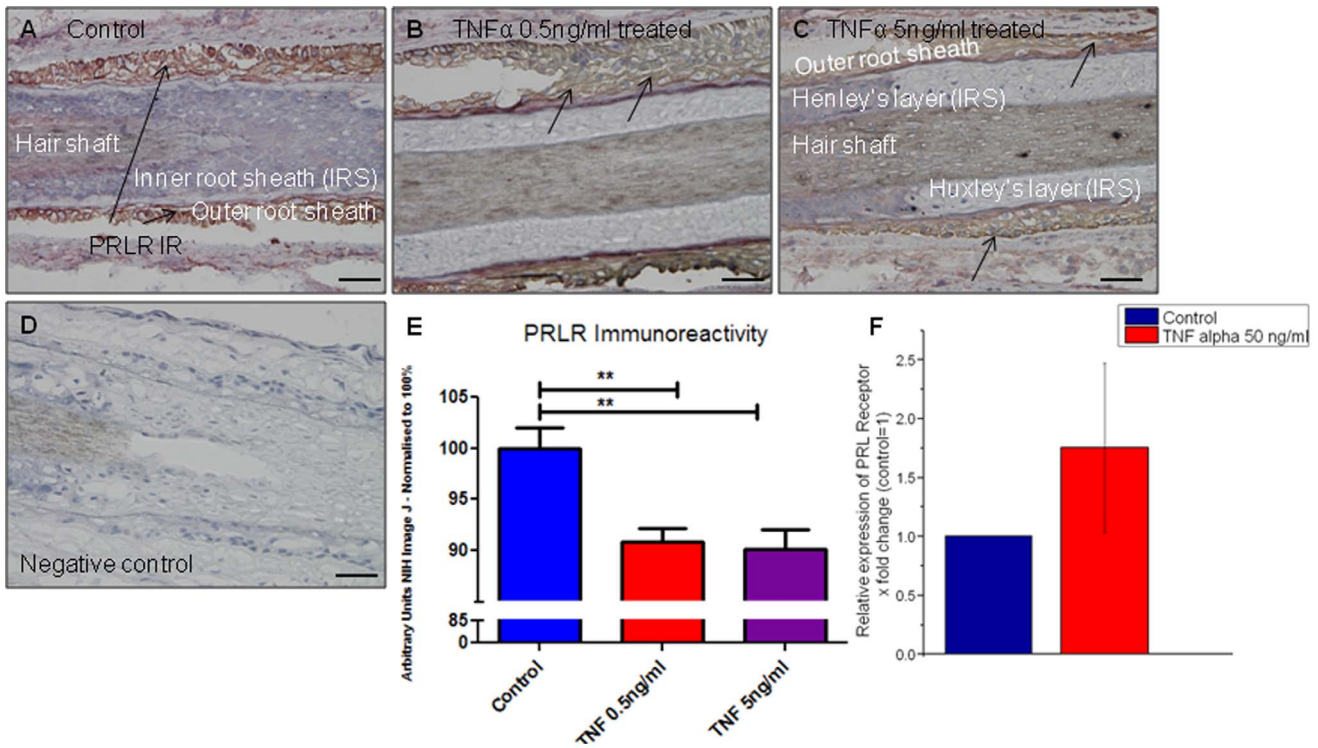 A Control
Hair shaft
Inner root sheath (IRS)
Outer root sheath
PRLR IR
B TNFα 0.5ng/ml treated
C TNFα 5ng/ml treated
Outer root sheath
Henley's layer (IRS)
Hair shaft
Huxley's layer (IRS)
D
Negative control
E
PRLR Immunoreactivity
Arbitrary Units NIH Image J - Normalised to 100%
105
100
95
90
85
0
**
**
Control
TNF 0.5ng/ml
TNF 5ng/ml
F
Control
TNF alpha 50 ng/ml
Relative expression of PRL Receptor
x fold change (control=1)
2.5
2.0
1.5
1.0
0.5
0.0